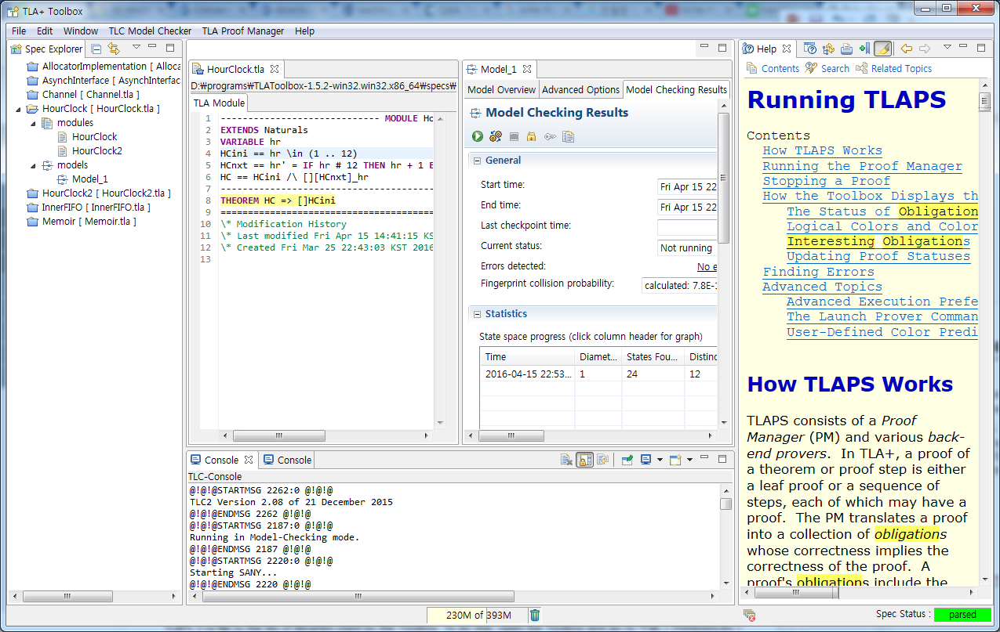 TLA+ Toolbox
File Edit Window TLC Model Checker TLA Proof Manager Help
Spec Explorer
AllocatorImplementation [ Alloca
AsynchInterface [ AsynchInterfac
Channel [ Channel.tla ]
HourClock [ HourClock.tla ]
modules
HourClock
HourClock2
models
Model_1
HourClock2 [ HourClock2.tla ]
InnerFIFO [ InnerFIFO.tla ]
Memoir [ Memoir.tla ]
HourClock.tla
D:₩programs₩TLAToolbox-1.5.2-win32.win32.x86_64₩specs₩
TLA Module
1 ---------------------------- MODULE Ho
2 EXTENDS Naturals
3 VARIABLE hr
4 HCini == hr \in (1 .. 12)
5 HCnxt == hr' = IF hr # 12 THEN hr + 1 E
6 HC == HCini /\ [][HCnxt]_hr
7 --------------------------------------
8 THEOREM HC => []HCini
9 ======================================
10 \* Modification History
11 \* Last modified Fri Apr 15 14:41:15 KS
12 \* Created Fri Mar 25 22:43:03 KST 2016
13
Model_1
Model Overview Advanced Options Model Checking Results
Model Checking Results
General
Start time: Fri Apr 15 22
End time: Fri Apr 15 22
Last checkpoint time:
Current status: Not running
Errors detected: No e
Fingerprint collision probability: calculated: 7.8E-1
Statistics
State space progress (click column header for graph)
Time Diamet... States Fou... Distinc
2016-04-15 22:53... 1 24 12
Console Console
TLC-Console
@!@!@STARTMSG 2262:0 @!@!@
TLC2 Version 2.08 of 21 December 2015
@!@!@ENDMSG 2262 @!@!@
@!@!@STARTMSG 2187:0 @!@!@
Running in Model-Checking mode.
@!@!@ENDMSG 2187 @!@!@
@!@!@STARTMSG 2220:0 @!@!@
Starting SANY...
@!@!@ENDMSG 2220 @!@!@
Help
Contents Search Related Topics
Running TLAPS
Contents
How TLAPS Works
Running the Proof Manager
Stopping a Proof
How the Toolbox Displays th
The Status of Obligation
Logical Colors and Color
Interesting Obligations
Updating Proof Statuses
Finding Errors
Advanced Topics
Advanced Execution Prefe
The Launch Prover Comman
User-Defined Color Predi
How TLAPS Works
TLAPS consists of a Proof
Manager (PM) and various back-
end provers. In TLA+, a proof of
a theorem or proof step is either
a leaf proof or a sequence of
steps, each of which may have a
proof. The PM translates a proof
into a collection of obligations
whose correctness implies the
correctness of the proof. A
proof's obligations include the
230M of 393M
Spec Status : parsed